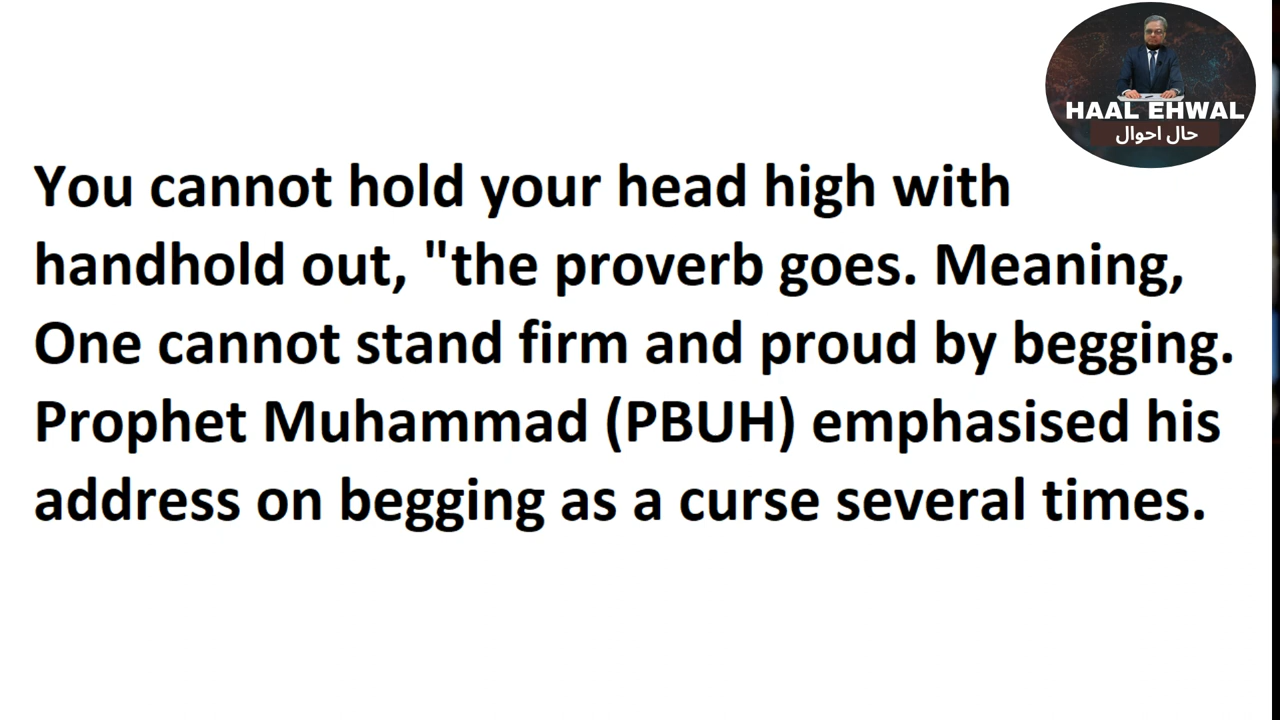 HAAL EHWAL
حال احوال
You cannot hold your head high with
handhold out, "the proverb goes. Meaning,
One cannot stand firm and proud by begging.
Prophet Muhammad (PBUH) emphasised his
address on begging as a curse several times.